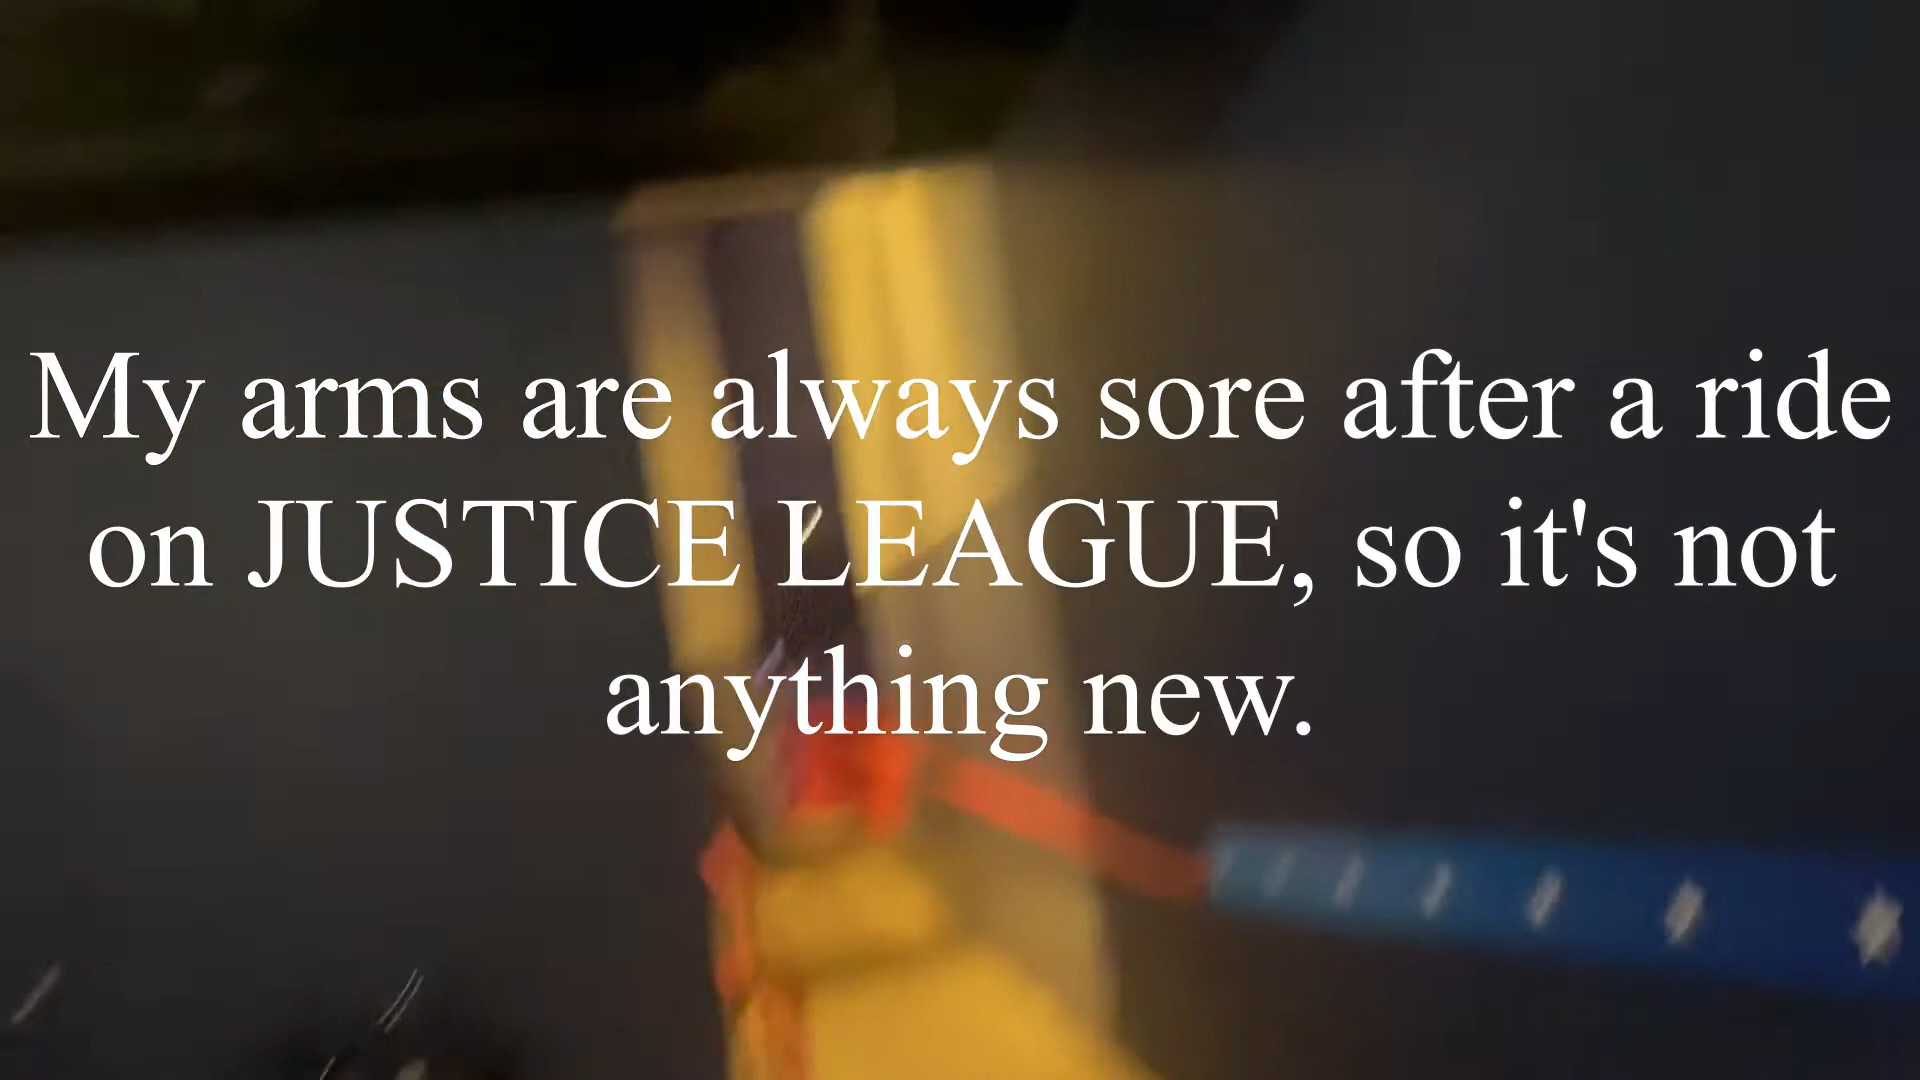 My arms are always sore after a ride
on JUSTICE LEAGUE, so it's not
anything new.